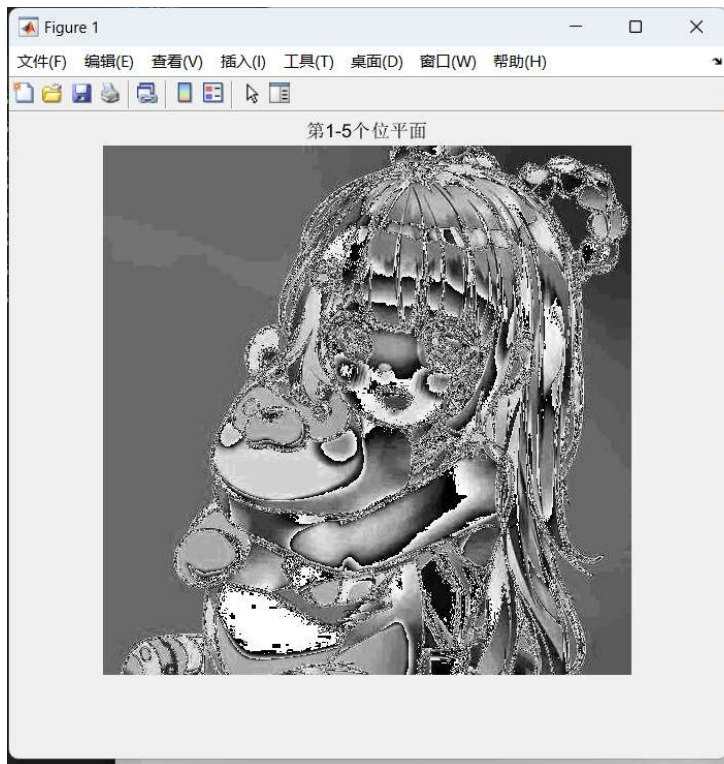 Figure 1
文件(F) 编辑(E) 查看(V) 插入(I) 工具(T) 桌面(D) 窗口(W) 帮助(H)
第1-5个位平面